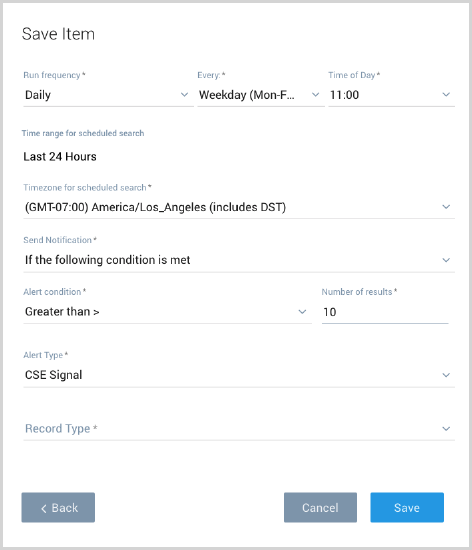 Save Item
Run frequency * Every: * Time of Day *
Daily Weekday (Mon-F... 11:00
Time range for scheduled search
Last 24 Hours
Timezone for scheduled search *
(GMT-07:00) America/Los_Angeles (includes DST)
Send Notification *
If the following condition is met
Alert condition * Number of results *
Greater than > 10
Alert Type *
CSE Signal
Record Type *
Back Cancel Save